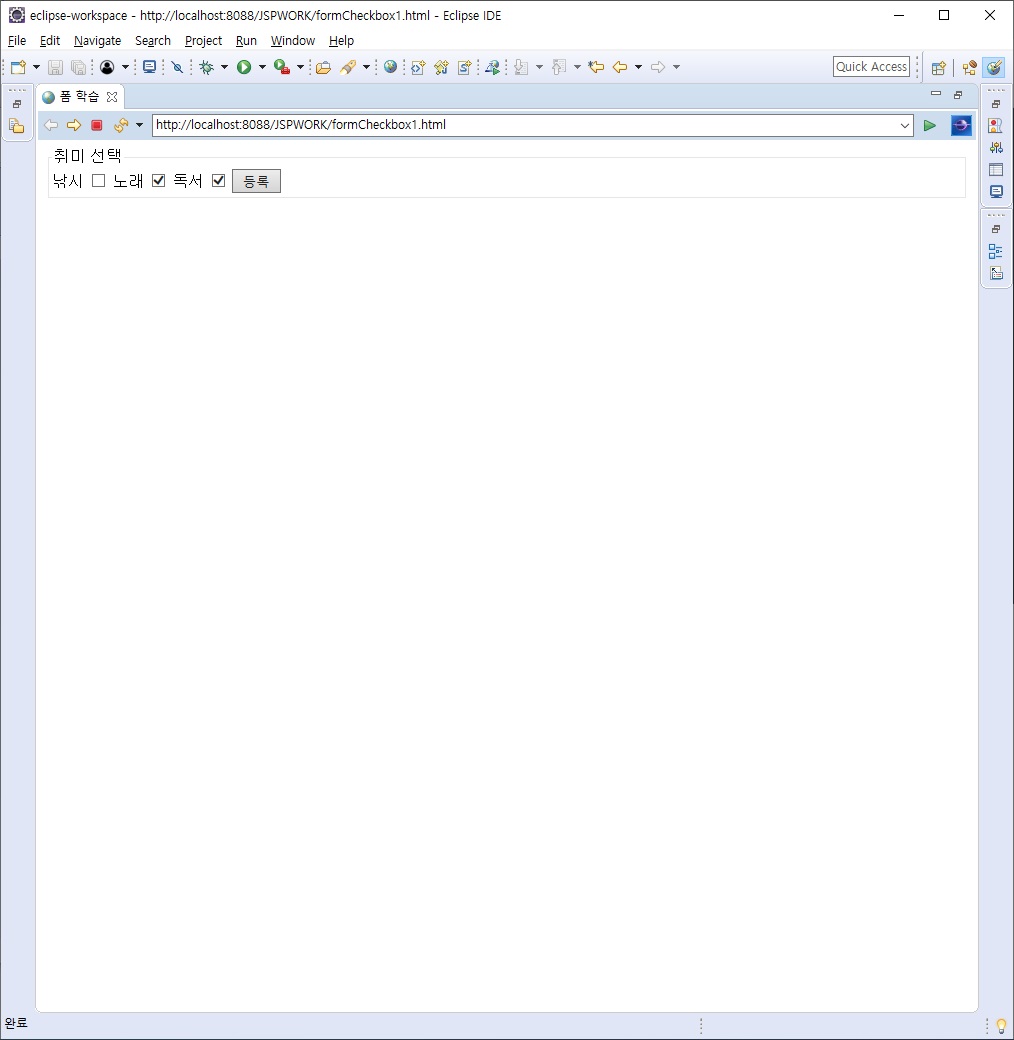 eclipse-workspace - http://localhost:8088/JSPWORK/formCheckbox1.html - Eclipse IDE
File Edit Navigate Search Project Run Window Help
Quick Access
폼 학습
http://localhost:8088/JSPWORK/formCheckbox1.html
취미 선택
낚시 노래 독서 등록
완료